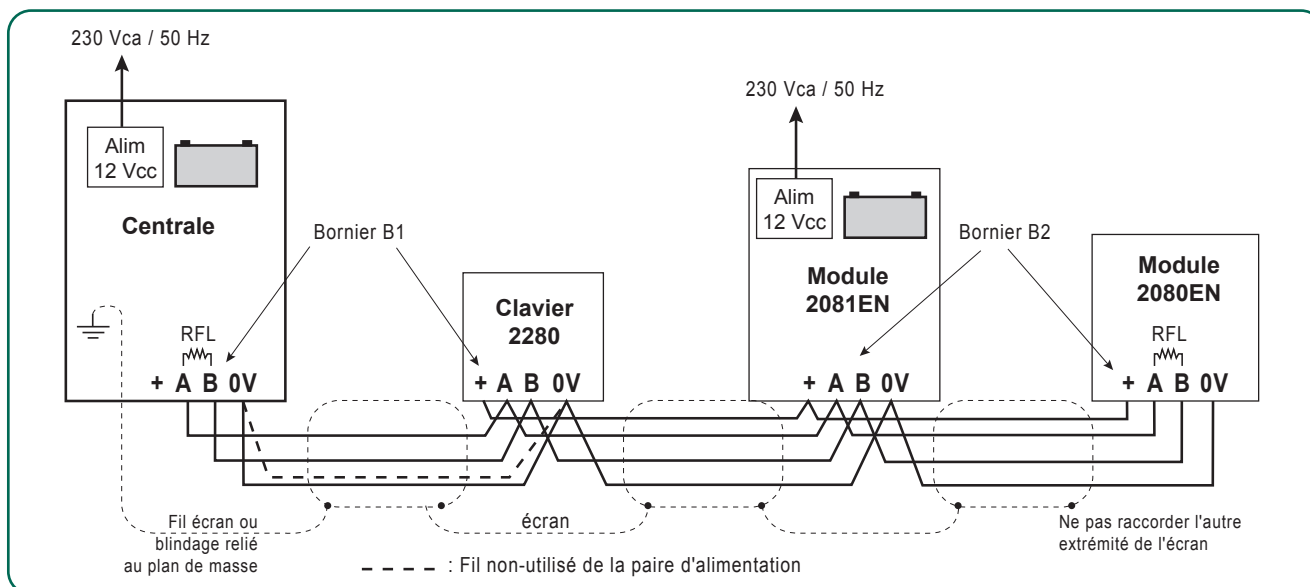 230 Vca / 50 Hz
230 Vca / 50 Hz
Alim
12 Vcc
Centrale
Bornier B1
RFL
+ A B 0V
Clavier
2280
+ A B 0V
Alim
12 Vcc
Module
2081EN
+ A B 0V
Bornier B2
Module
2080EN
RFL
+ A B 0V
Fil écran ou
blindage relié
au plan de masse
écran
Ne pas raccorder l'autre
extrémité de l'écran
: Fil non-utilisé de la paire d'alimentation